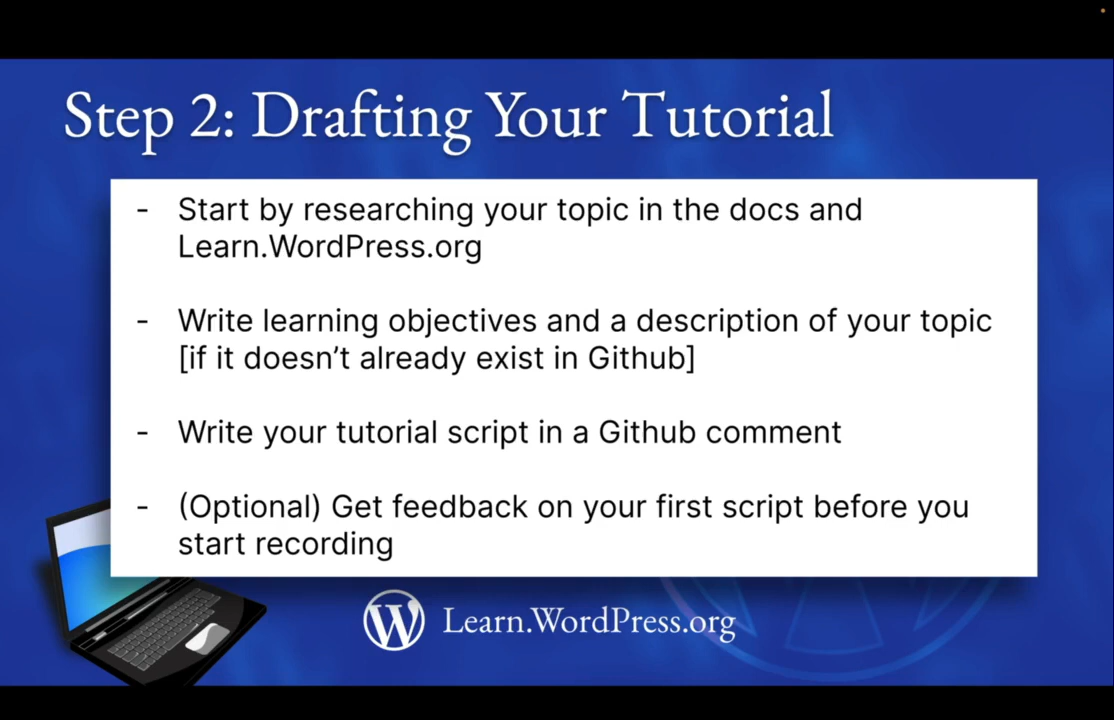 Step 2: Drafting Your Tutorial
- Start by researching your topic in the docs and
Learn.WordPress.org
- Write learning objectives and a description of your topic
[if it doesn’t already exist in Github]
- Write your tutorial script in a Github comment
- (Optional) Get feedback on your first script before you
start recording
Learn.WordPress.org